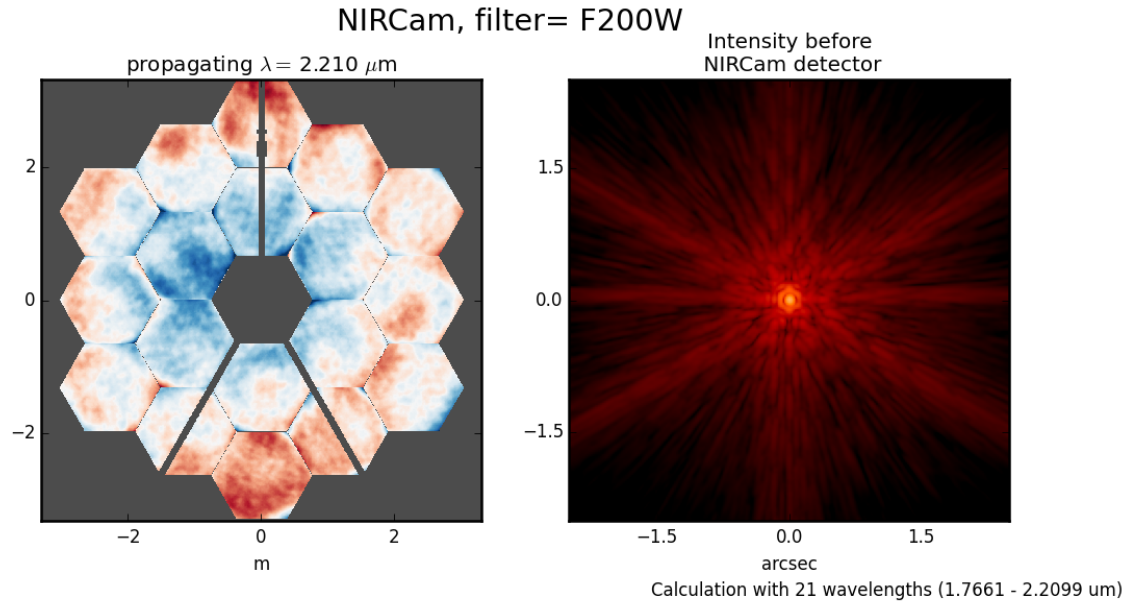 NIRCam, filter= F200W
propagating λ= 2.210 μm
Intensity before
NIRCam detector
2
0
−2
−2
0
2
m
1.5
0.0
−1.5
−1.5
0.0
1.5
arcsec
Calculation with 21 wavelengths (1.7661 - 2.2099 um)